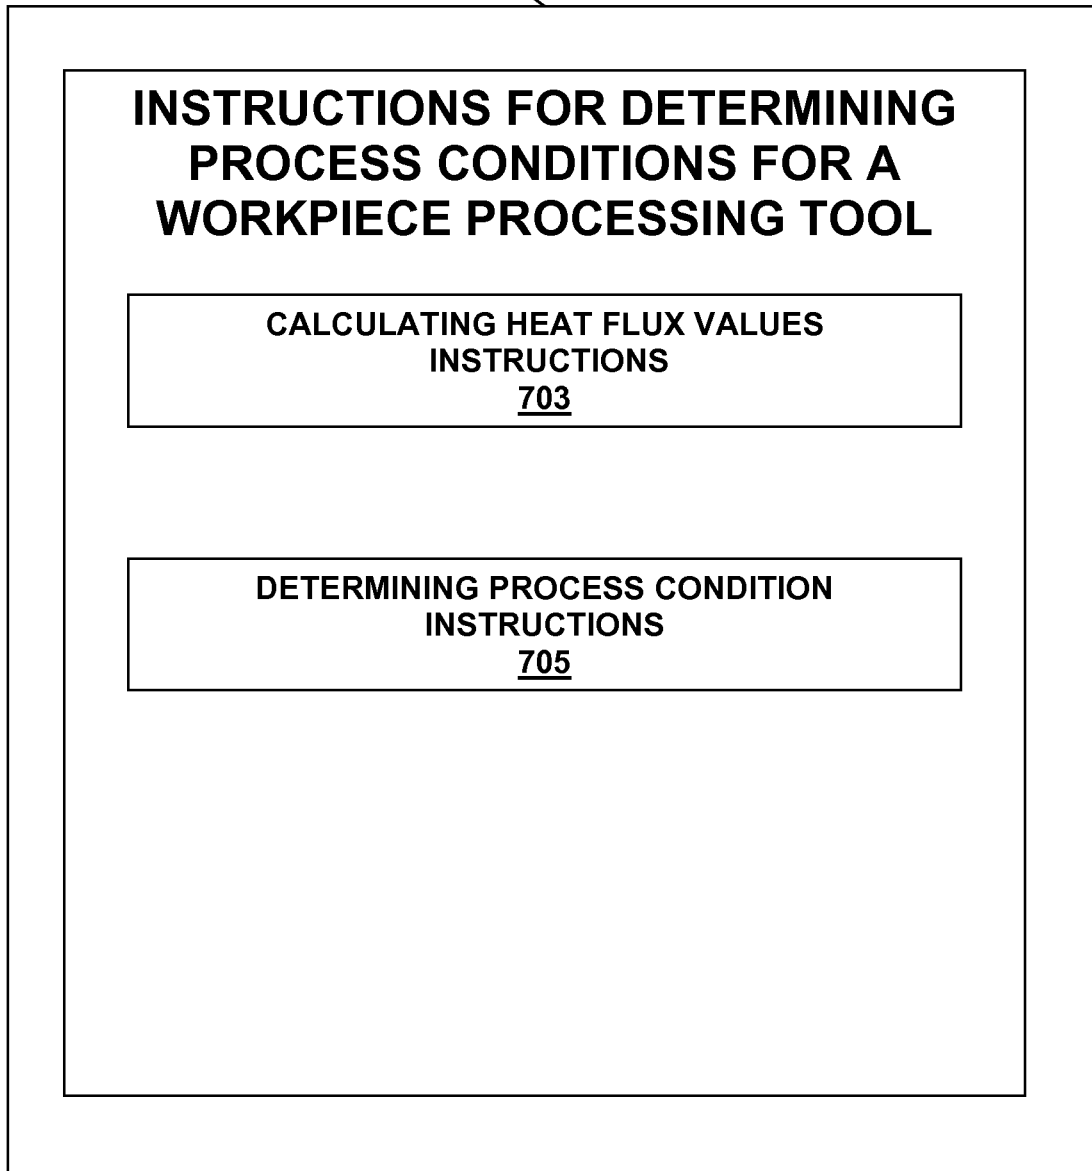 INSTRUCTIONS FOR DETERMINING
PROCESS CONDITIONS FOR A
WORKPIECE PROCESSING TOOL
CALCULATING HEAT FLUX VALUES
INSTRUCTIONS
703
DETERMINING PROCESS CONDITION
INSTRUCTIONS
705